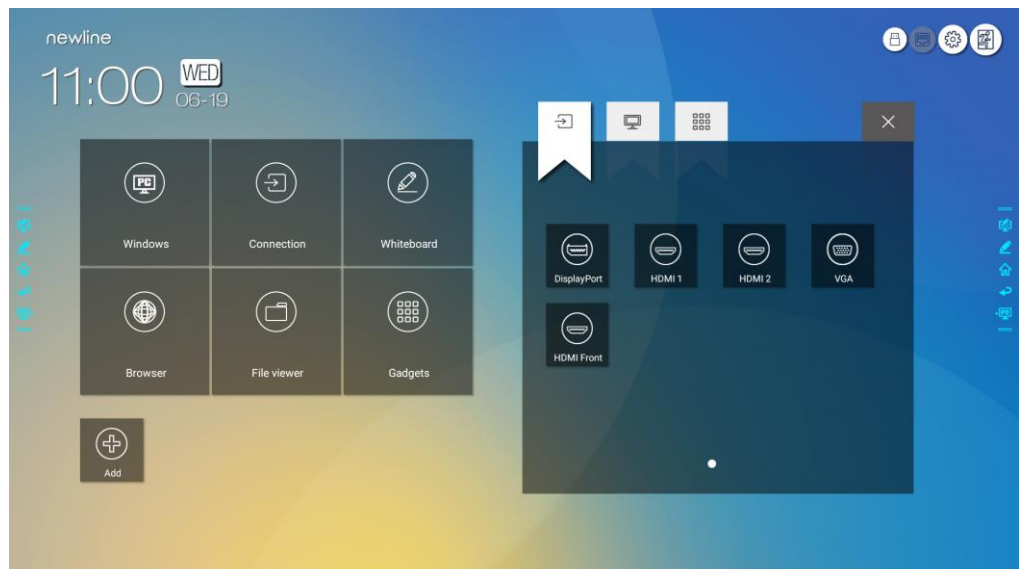 newline
11:00
WED
06-19
PC
Windows
Connection
Whiteboard
Browser
File viewer
Gadgets
Add
DisplayPort
HDMI 1
HDMI 2
VGA
HDMI Front
PC